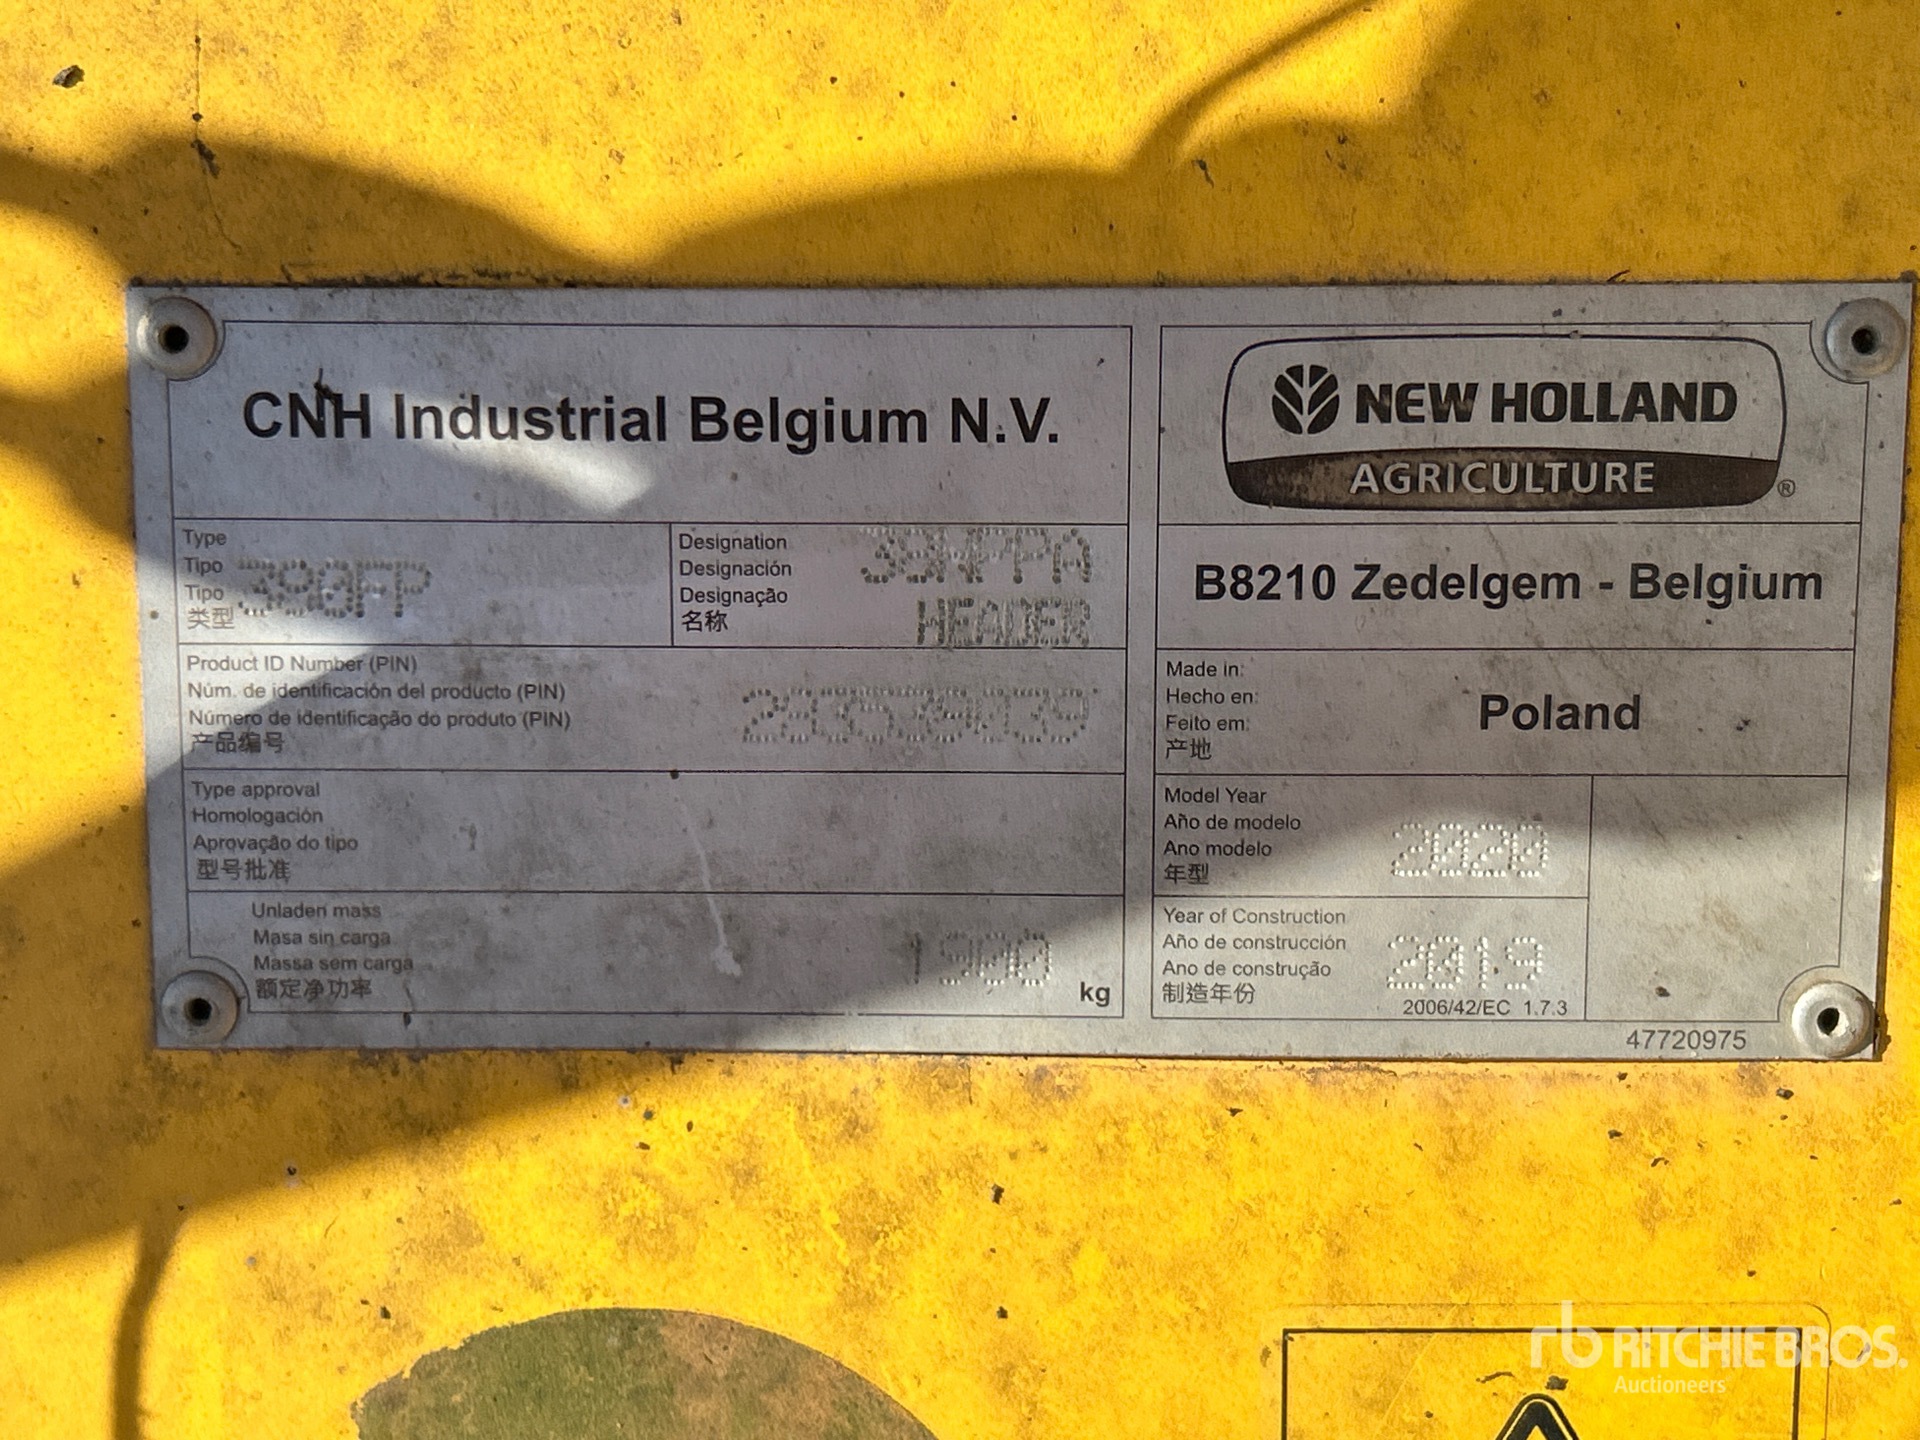 CNH Industrial Belgium N.V.
Type
Tipo
Tipo
类型
398FP
Designation
Designación
Designação
名称
HEADER
Product ID Number (PIN)
Núm. de identificación del producto (PIN)
Número de identificação do produto (PIN)
产品编号
Type approval
Homologación
Aprovação do tipo
型号批准
Unladen mass
Masa sin carga
Massa sem carga
额定净功率
1900
kg
NEW HOLLAND
AGRICULTURE
®
B8210 Zedelgem - Belgium
Made in:
Hecho en:
Feito em:
产地
Poland
Model Year
Año de modelo
Ano modelo
年型
2020
Year of Construction
Año de construcción
Ano de construção
制造年份
2019
2006/42/EC 1.7.3
47720975
rb RITCHIE BROS.
Auctioneers